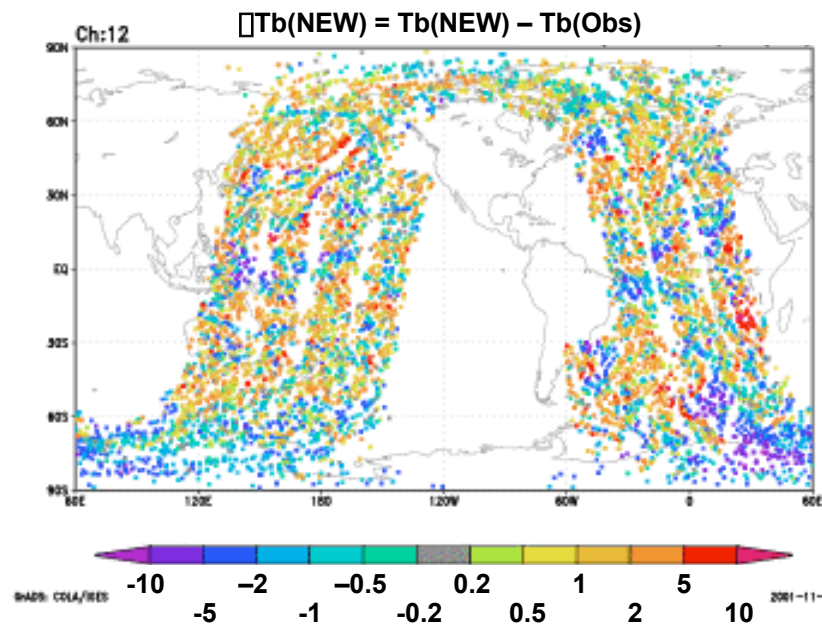 Ch:12
▯Tb(NEW) = Tb(NEW) – Tb(Obs)
90N
60N
30N
EQ
30S
60S
90S
60E 120E 180 120W 60W 0 60E
-10 –2 –0.5 0.2 1 5
-5 -1 -0.2 0.5 2 10
GrADS: COLA/IGES
2001-11-